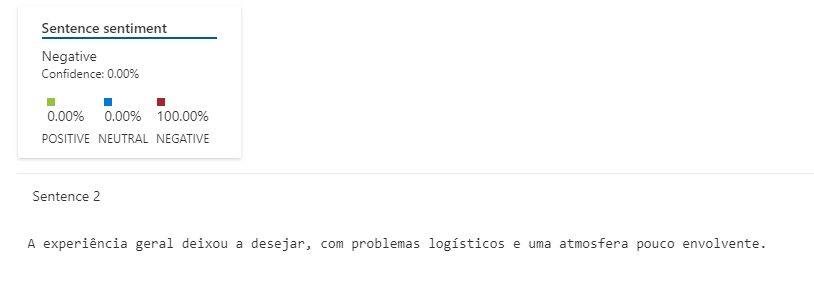 Sentence sentiment
Negative
Confidence: 0.00%
0.00% 0.00% 100.00%
POSITIVE NEUTRAL NEGATIVE
Sentence 2
A experiência geral deixou a desejar, com problemas logísticos e uma atmosfera pouco envolvente.